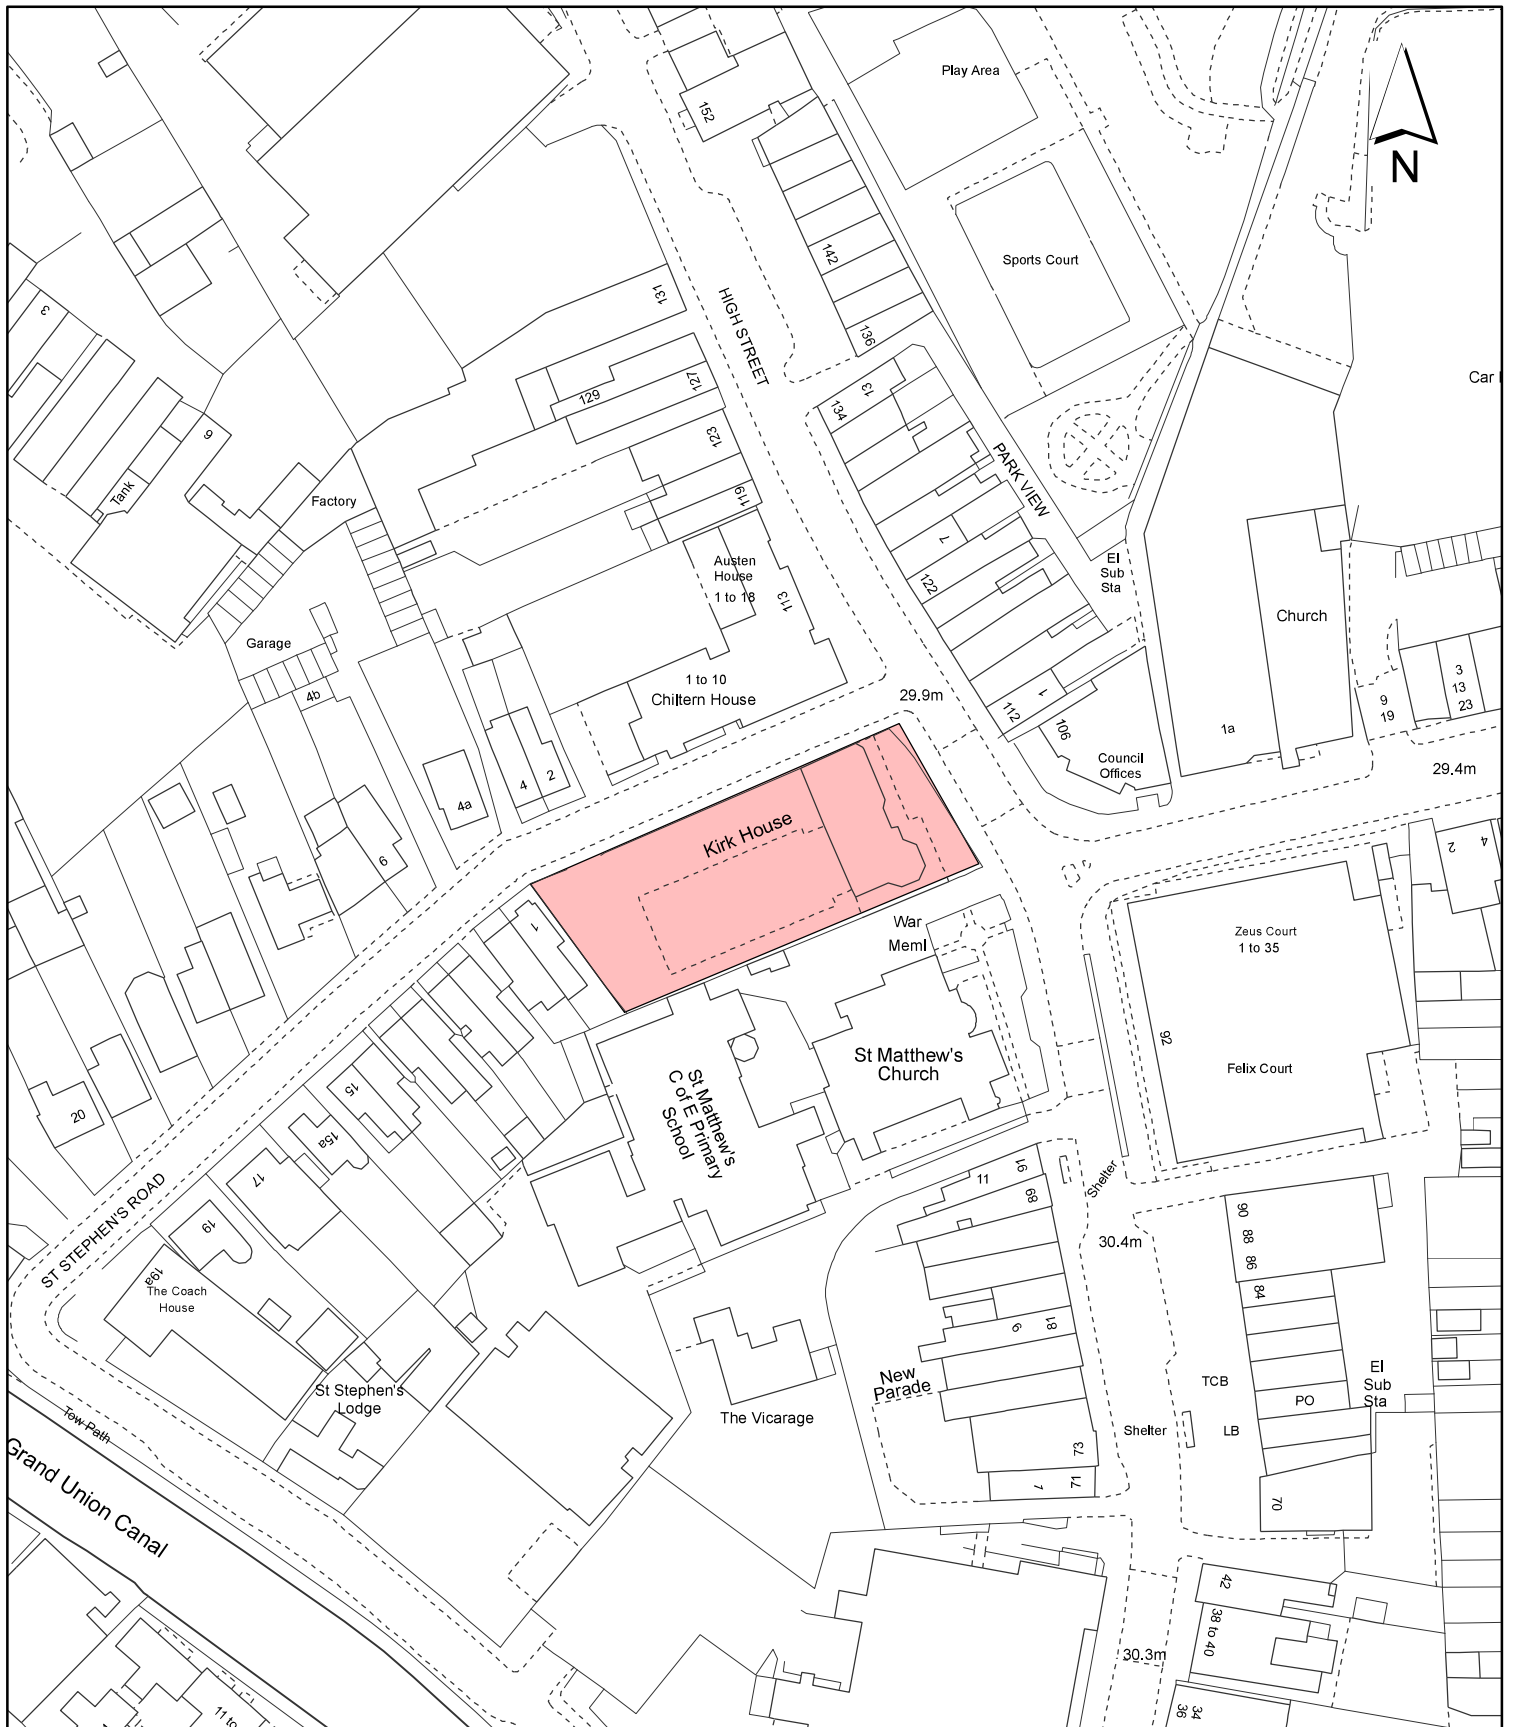 Play Area
N
152
142
Sports Court
131
HIGH STREET
3
136
Car
129
127
13
134
123
6
PARK VIEW
Tank
Factory
119
Austen
House
1 to 18
7
El
Sub
Sta
122
113
Church
Garage
4b
1 to 10
Chiltern House
29.9m
1
112
106
3
13
23
9
19
1a
Council
Offices
29.4m
4a
4
2
Kirk House
6
2
4
1
War
Meml
Zeus Court
1 to 35
92
St Matthew's
Church
Felix Court
St Matthew's
C of E Primary
School
15
20
15a
17
Shelter
91
11
89
ST STEPHEN'S ROAD
19
19a
The Coach
House
30.4m
90
88
86
84
81
9
New
Parade
TCB
El
Sub
Sta
St Stephen's
Lodge
PO
The Vicarage
Shelter
LB
Tow Path
Grand Union Canal
73
71
7
70
42
38 to 40
30.3m
11 to
34
36